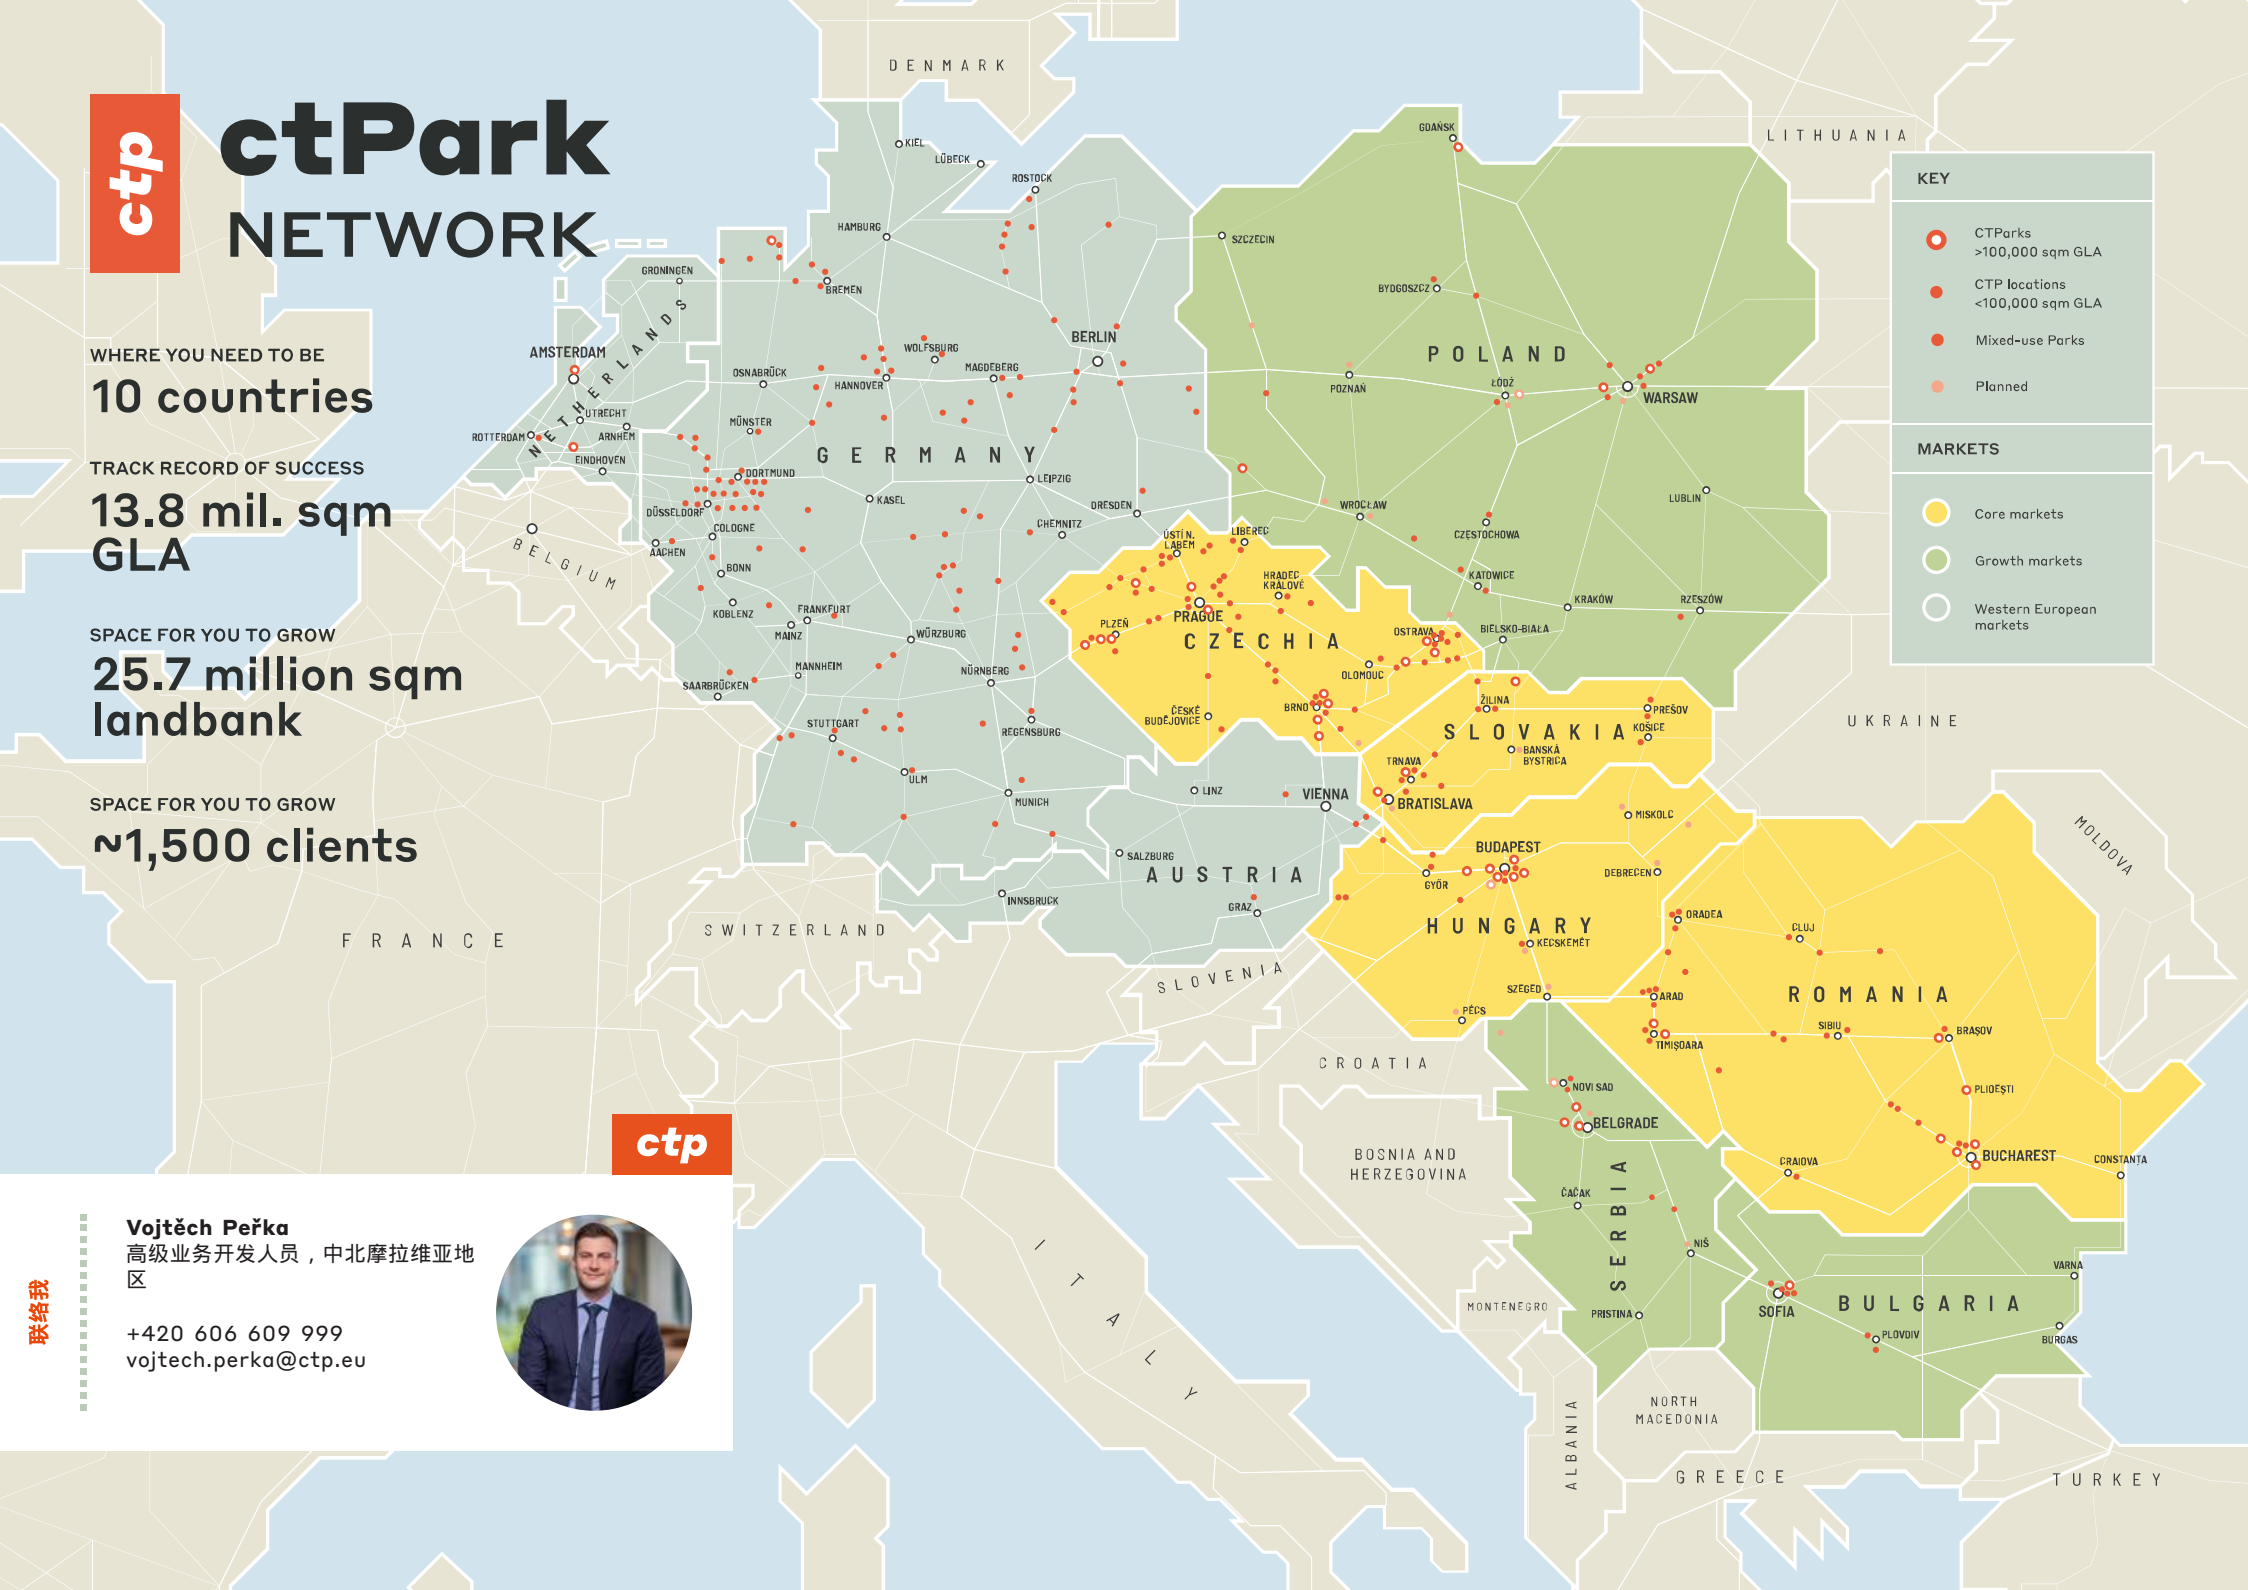 DENMARK
LITHUANIA
ctp
ctPark
NETWORK
WHERE YOU NEED TO BE
10 countries
TRACK RECORD OF SUCCESS
13.8 mil. sqm
GLA
SPACE FOR YOU TO GROW
25.7 million sqm
landbank
SPACE FOR YOU TO GROW
~1,500 clients
KEY
CTParks
>100,000 sqm GLA
CTP locations
<100,000 sqm GLA
Mixed-use Parks
Planned
MARKETS
Core markets
Growth markets
Western European
markets
KIEL
LÜBECK
ROSTOCK
HAMBURG
GRONINGEN
BREMEN
NETHERLANDS
AMSTERDAM
UTRECHT
ROTTERDAM
ARNHEM
EINDHOVEN
OSNABRÜCK
HANNOVER
WOLFSBURG
MAGDEBERG
BERLIN
MÜNSTER
GERMANY
DORTMUND
DÜSSELDORF
KASEL
LEIPZIG
DRESDEN
CHEMNITZ
COLOGNE
AACHEN
BONN
KOBLENZ
FRANKFURT
MAINZ
WÜRZBURG
MANNHEIM
SAARBRÜCKEN
NÜRNBERG
STUTTGART
REGENSBURG
ULM
MUNICH
BELGIUM
GDAŃSK
SZCZECIN
BYDGOSZCZ
POLAND
POZNAŃ
ŁÓDŹ
WARSAW
WROCŁAW
LUBLIN
CZĘSTOCHOWA
KATOWICE
KRAKÓW
RZESZÓW
BIELSKO-BIAŁA
ÚSTÍ N.
LABEM
LIBEREC
HRADEC
KRÁLOVÉ
PRAGUE
PLZEŇ
CZECHIA
OSTRAVA
OLOMOUC
BRNO
ČESKÉ
BUDĚJOVICE
ŽILINA
PREŠOV
SLOVAKIA
KOŠICE
BANSKÁ
BYSTRICA
TRNAVA
BRATISLAVA
UKRAINE
MOLDOVA
LINZ
VIENNA
SALZBURG
AUSTRIA
INNSBRUCK
GRAZ
MISKOLC
BUDAPEST
DEBRECEN
GYŐR
HUNGARY
KECSKEMÉT
SZEGED
PÉCS
ORADEA
CLUJ
ROMANIA
ARAD
TIMIȘOARA
SIBIU
BRAȘOV
PLIOEȘTI
BUCHAREST
CONSTANȚA
CRAIOVA
FRANCE
SWITZERLAND
SLOVENIA
CROATIA
BOSNIA AND
HERZEGOVINA
NOVI SAD
BELGRADE
SERBIA
ČAČAK
NIŠ
PRISTINA
MONTENEGRO
SOFIA
BULGARIA
VARNA
BURGAS
PLOVDIV
NORTH
MACEDONIA
ALBANIA
GREECE
TURKEY
ITALY
ctp
联络我
Vojtěch Peřka
高级业务开发人员，中北摩拉维亚地
区
+420 606 609 999
vojtech.perka@ctp.eu